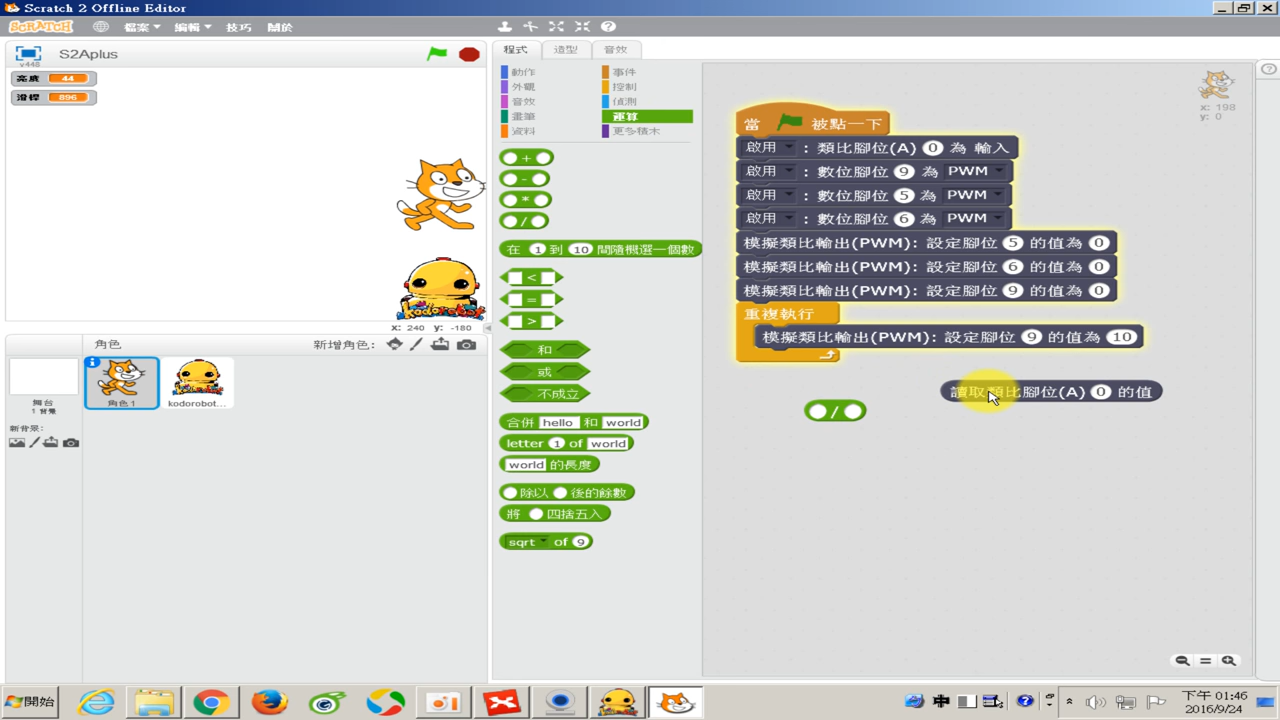 Scratch 2 Offline Editor
SCRATCH 檔案 編輯 技巧 關於
S2Aplus
v448
亮度 44
滑桿 896
x: 240 y: -180
角色 新增角色:
舞台
1 背景
新背景:
角色1
kodorobot...
程式 造型 音效
動作 事件
外觀 控制
音效 偵測
畫筆 運算
資料 更多積木
+
-
*
/
在 1 到 10 間隨機選一個數
<
=
>
和
或
不成立
合併 hello 和 world
letter 1 of world
world 的長度
除以 後的餘數
將 四捨五入
sqrt of 9
x: 198
y: 0
當 被點一下
啟用 : 類比腳位(A) 0 為 輸入
啟用 : 數位腳位 9 為 PWM
啟用 : 數位腳位 5 為 PWM
啟用 : 數位腳位 6 為 PWM
模擬類比輸出(PWM): 設定腳位 5 的值為 0
模擬類比輸出(PWM): 設定腳位 6 的值為 0
模擬類比輸出(PWM): 設定腳位 9 的值為 0
重複執行
模擬類比輸出(PWM): 設定腳位 9 的值為 10
讀取類比腳位(A) 0 的值
/
開始
下午 01:46
2016/9/24